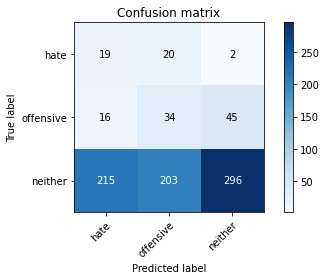 Confusion matrix
True label
hate 19 20 2
offensive 16 34 45
neither 215 203 296
hate offensive neither
Predicted label
250
200
150
100
50